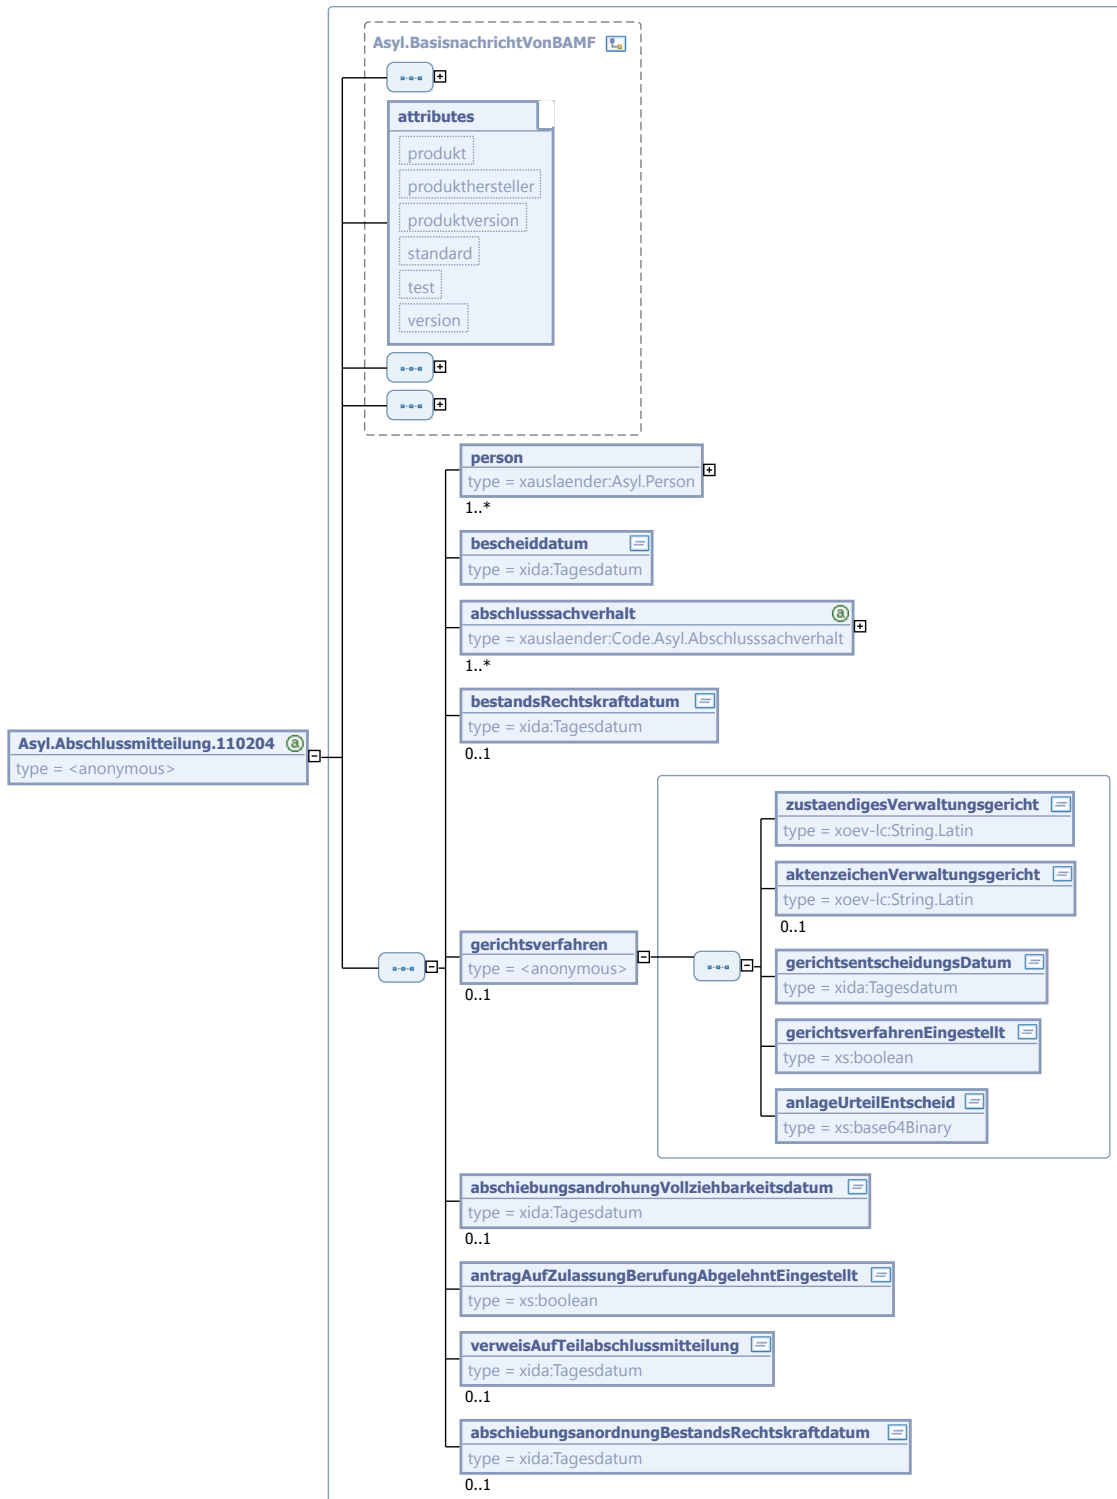 Asyl.BasisnachrichtVonBAMF
attributes
produkt
produkthersteller
produktversion
standard
test
version
person
type = xauslaender:Asyl.Person
1..*
bescheiddatum
type = xida:Tagesdatum
abschlusssachverhalt
type = xauslaender:Code.Asyl.Abschlusssachverhalt
1..*
bestandsRechtskraftdatum
type = xida:Tagesdatum
0..1
Asyl.Abschlussmitteilung.110204
type = <anonymous>
zustaendigesVerwaltungsgericht
type = xoev-lc:String.Latin
aktenzeichenVerwaltungsgericht
type = xoev-lc:String.Latin
0..1
gerichtsverfahren
type = <anonymous>
0..1
gerichtsentscheidungsDatum
type = xida:Tagesdatum
gerichtsverfahrenEingestellt
type = xs:boolean
anlageUrteilEntscheid
type = xs:base64Binary
abschiebungsandrohungVollziehbarkeitsdatum
type = xida:Tagesdatum
0..1
antragAufZulassungBerufungAbgelehntEingestellt
type = xs:boolean
verweisAufTeilabschlussmitteilung
type = xida:Tagesdatum
0..1
abschiebungsanordnungBestandsRechtskraftdatum
type = xida:Tagesdatum
0..1